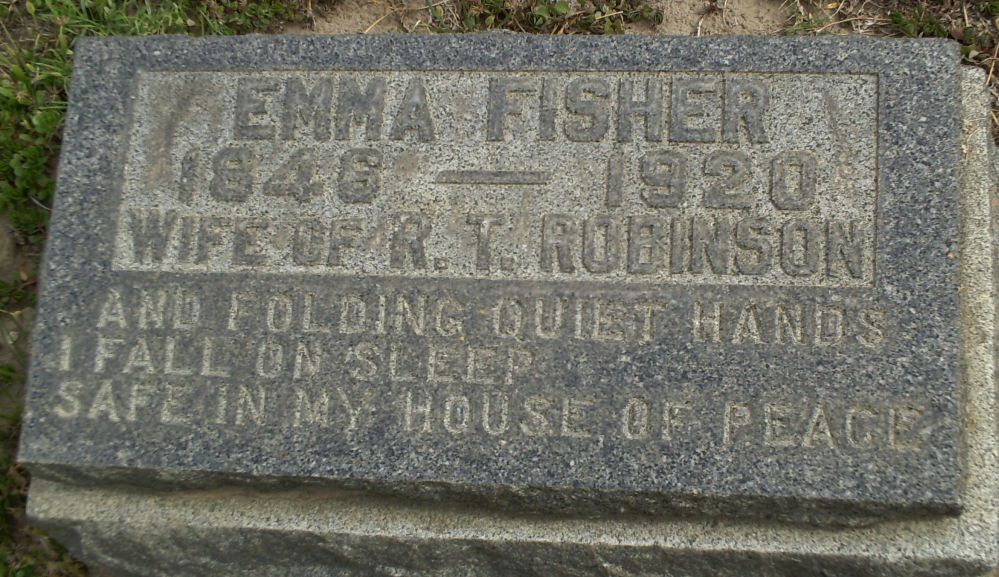 EMMA FISHER
1846 — 1920
WIFE OF R. T. ROBINSON
AND FOLDING QUIET HANDS
I FALL ON SLEEP
SAFE IN MY HOUSE OF PEACE